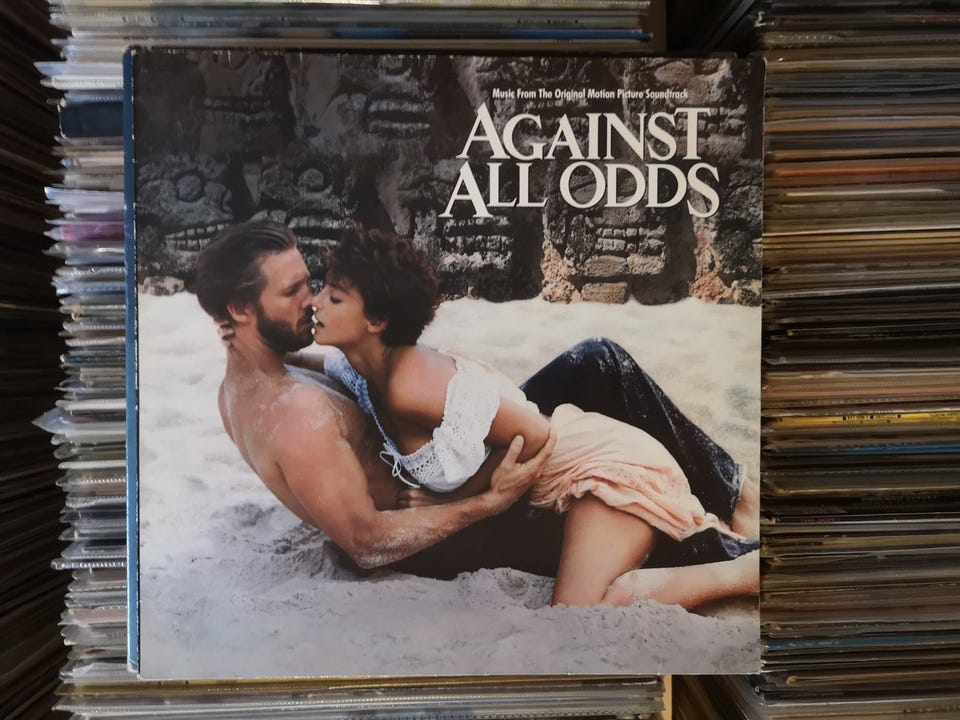 Music From The Original Motion Picture Soundtrack
AGAINST
ALL ODDS